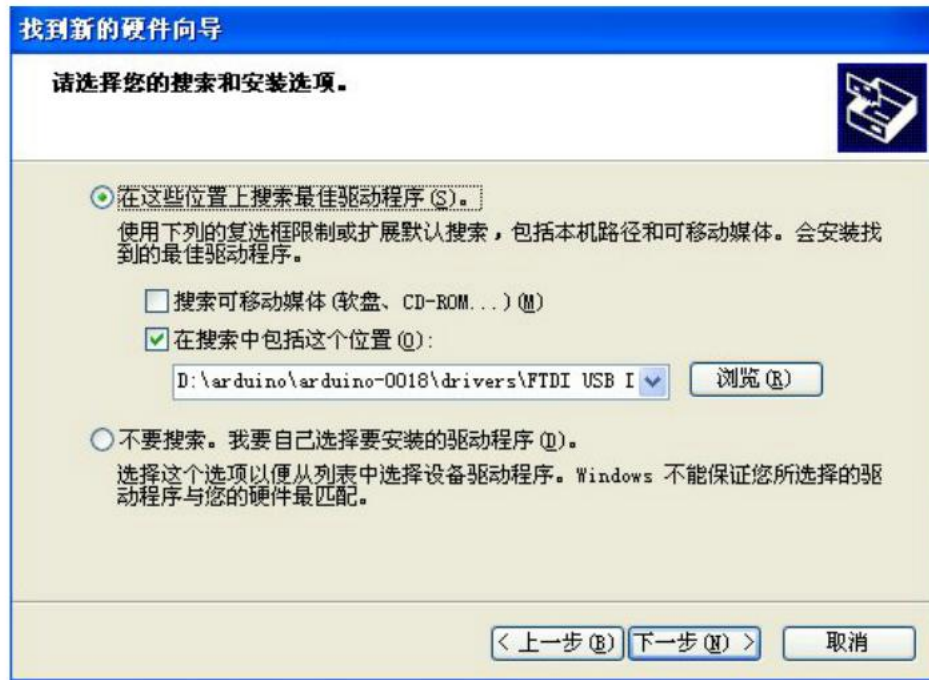 找到新的硬件向导
请选择您的搜索和安装选项。
在这些位置上搜索最佳驱动程序(S)。
使用下列的复选框限制或扩展默认搜索，包括本机路径和可移动媒体。会安装找
到的最佳驱动程序。
搜索可移动媒体(软盘、CD-ROM...)(M)
在搜索中包括这个位置(O):
D:\arduino\arduino-0018\drivers\FTDI USB I
浏览(R)
不要搜索。我要自己选择要安装的驱动程序(D)。
选择这个选项以便从列表中选择设备驱动程序。Windows 不能保证您所选择的驱
动程序与您的硬件最匹配。
< 上一步(B) 下一步(N) > 取消